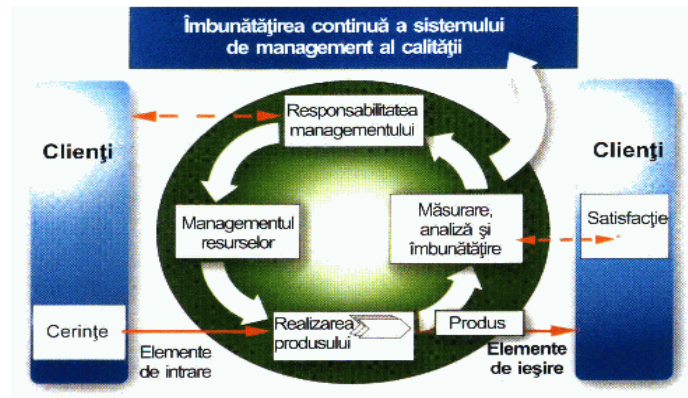 Îmbunătăţirea continuă a sistemului
de management al calităţii
Responsabilitatea
managementului
Clienţi
Clienţi
Managementul
resurselor
Măsurare,
analiză şi
îmbunătăţire
Satisfacţie
Cerinţe
Realizarea
produsului
Produs
Elemente
de intrare
Elemente
de ieşire